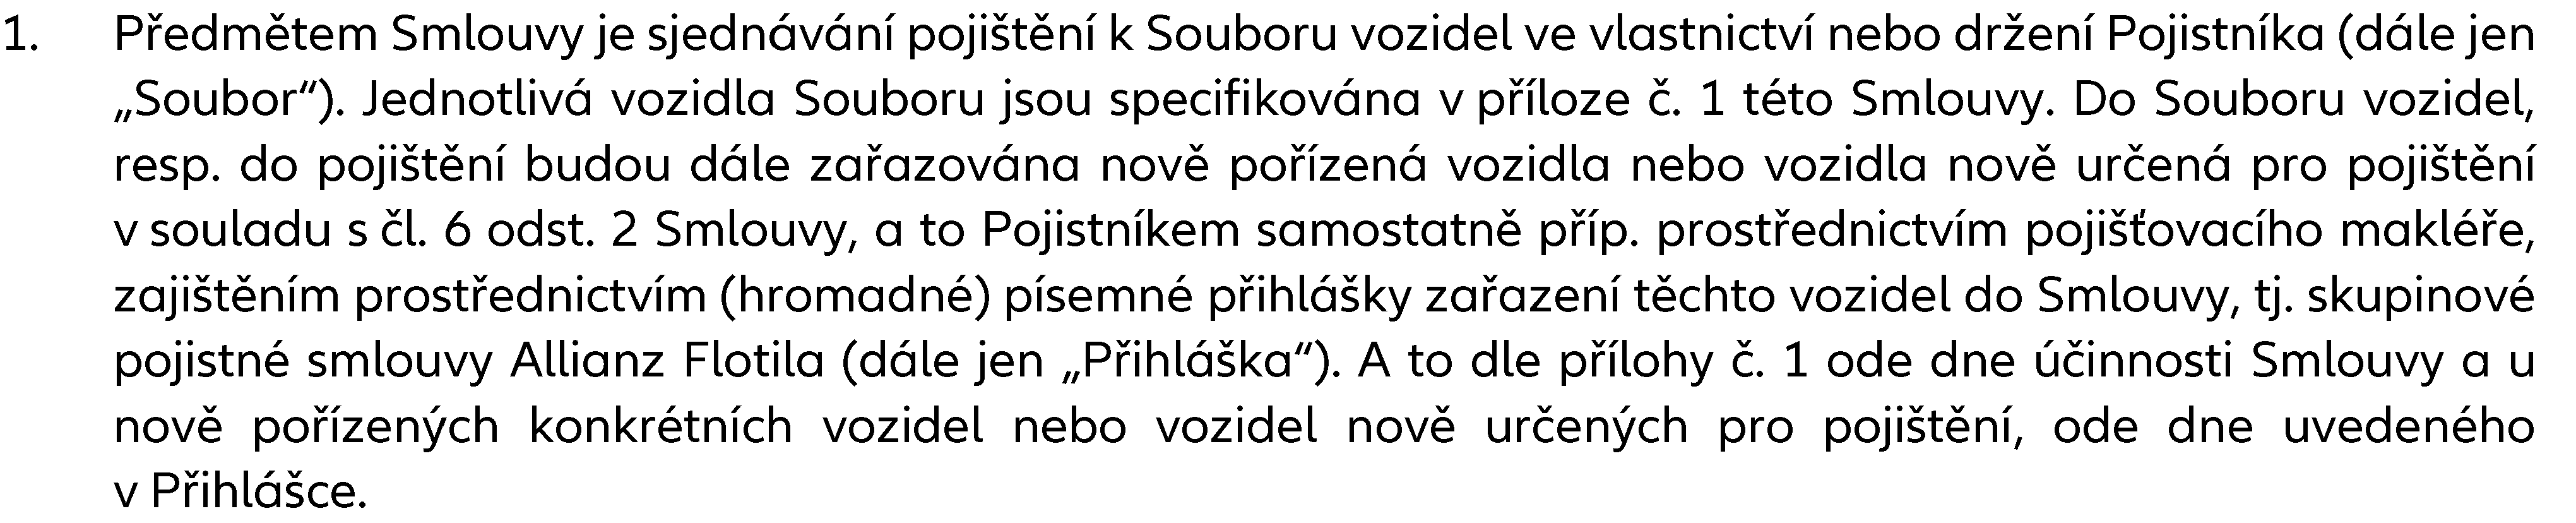 1. Předmětem Smlouvy je sjednávání pojištění k Souboru vozidel ve vlastnictví nebo držení Pojistníka (dále jen
„Soubor“). Jednotlivá vozidla Souboru jsou specifikována v příloze č. 1 této Smlouvy. Do Souboru vozidel,
resp. do pojištění budou dále zařazována nově pořízená vozidla nebo vozidla nově určená pro pojištění
v souladu s čl. 6 odst. 2 Smlouvy, a to Pojistníkem samostatně příp. prostřednictvím pojišťovacího makléře,
zajištěním prostřednictvím (hromadné) písemné přihlášky zařazení těchto vozidel do Smlouvy, tj. skupinové
pojistné smlouvy Allianz Flotila (dále jen „Přihláška“). A to dle přílohy č. 1 ode dne účinnosti Smlouvy a u
nově pořízených konkrétních vozidel nebo vozidel nově určených pro pojištění, ode dne uvedeného
v Přihlášce.